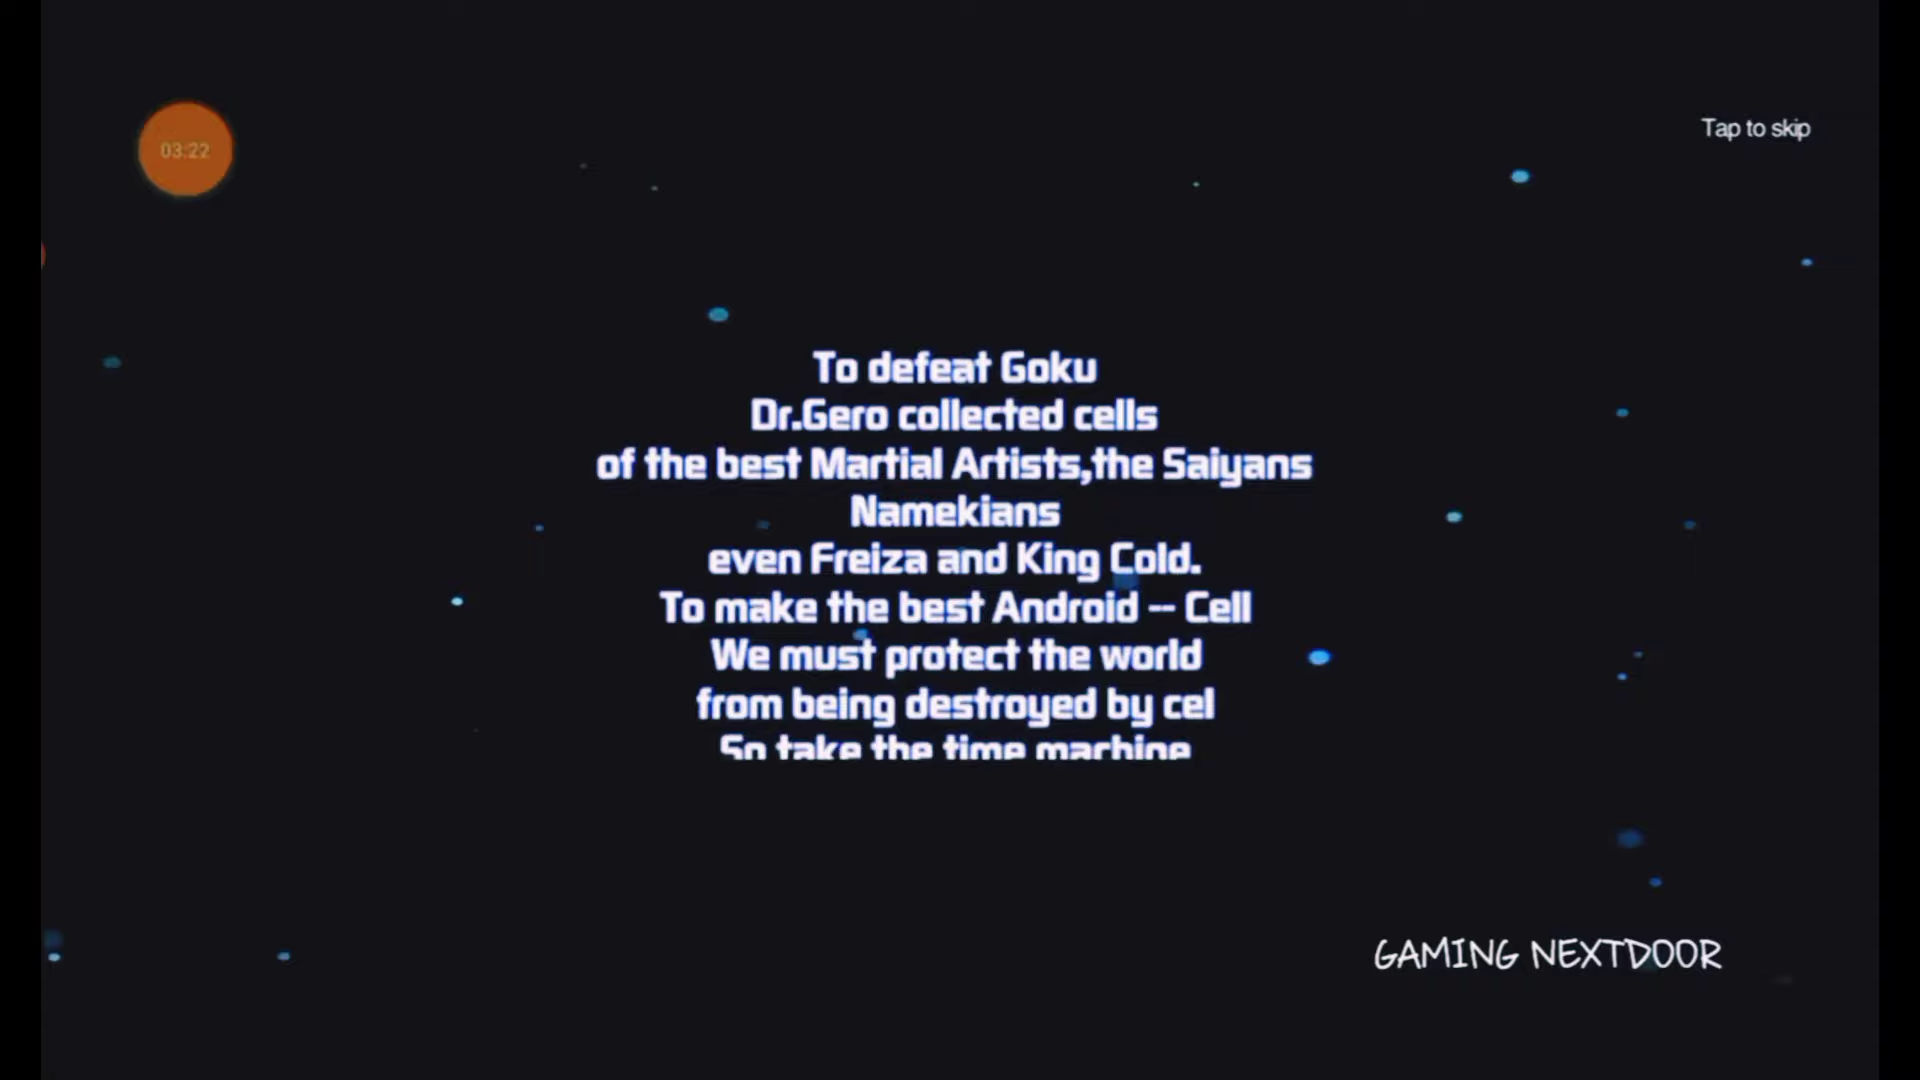 03:22
Tap to skip
To defeat Goku
Dr.Gero collected cells
of the best Martial Artists,the Saiyans
Namekians
even Freiza and King Cold.
To make the best Android -- Cell
We must protect the world
from being destroyed by cel
So take the time machine
GAMING NEXTDOOR